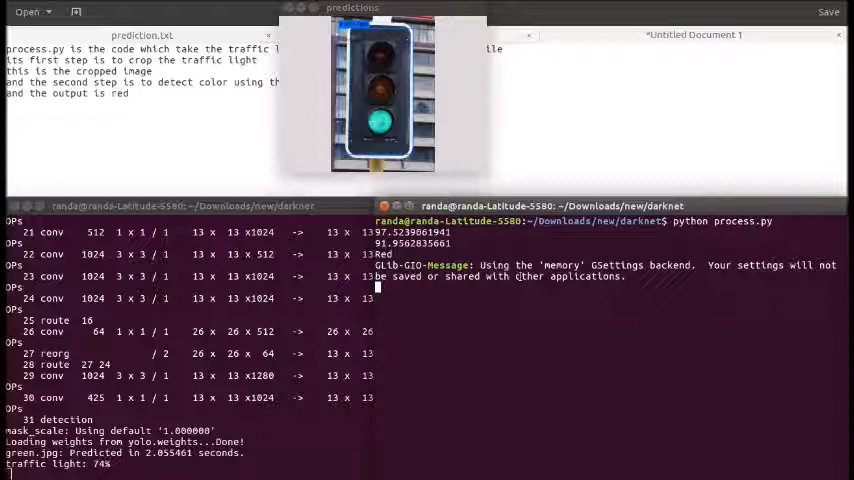 Open
predictions
Save
prediction.txt
*Untitled Document 1
process.py is the code which take the traffic l
ile
its first step is to crop the traffic light
this is the cropped image
and the second step is to detect color using th
and the output is red
randa@randa-Latitude-5580: ~/Downloads/new/darknet
OPs
21 conv 512 1 x 1 / 1 13 x 13 x1024 -> 13 x 13
OPs
22 conv 1024 3 x 3 / 1 13 x 13 x 512 -> 13 x 13
OPs
23 conv 1024 3 x 3 / 1 13 x 13 x1024 -> 13 x 13
OPs
24 conv 1024 3 x 3 / 1 13 x 13 x1024 -> 13 x 13
OPs
25 route 16
26 conv 64 1 x 1 / 1 26 x 26 x 512 -> 26 x 26
OPs
27 reorg / 2 26 x 26 x 64 -> 13 x 13
28 route 27 24
29 conv 1024 3 x 3 / 1 13 x 13 x1280 -> 13 x 13
OPs
30 conv 425 1 x 1 / 1 13 x 13 x1024 -> 13 x 13
OPs
31 detection
mask_scale: Using default '1.000000'
Loading weights from yolo.weights...Done!
green.jpg: Predicted in 2.055461 seconds.
traffic light: 74%
randa@randa-Latitude-5580: ~/Downloads/new/darknet
randa@randa-Latitude-5580:~/Downloads/new/darknet$ python process.py
97.5239061941
91.9562835661
Red
GLib-GIO-Message: Using the 'memory' GSettings backend. Your settings will not
be saved or shared with other applications.